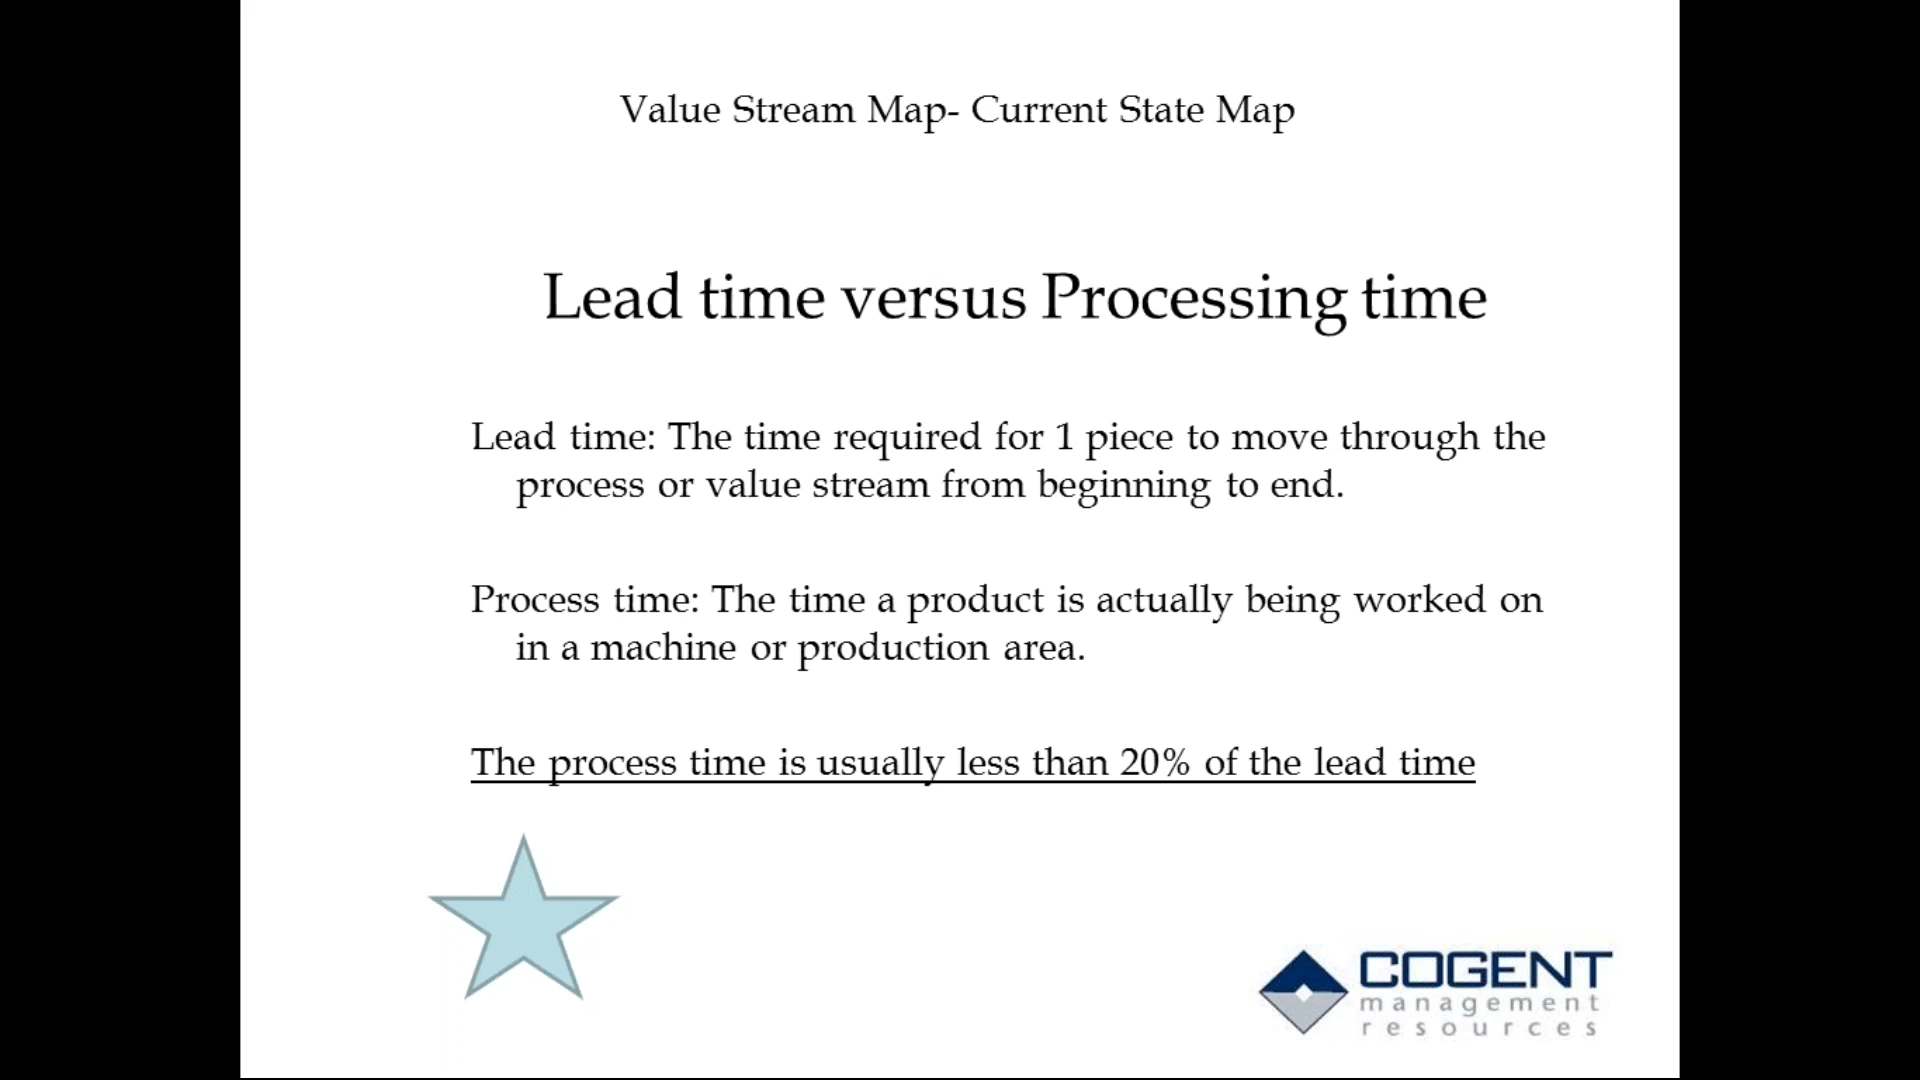 Value Stream Map- Current State Map
Lead time versus Processing time
Lead time: The time required for 1 piece to move through the
process or value stream from beginning to end.
Process time: The time a product is actually being worked on
in a machine or production area.
The process time is usually less than 20% of the lead time
COGENT
management
resources